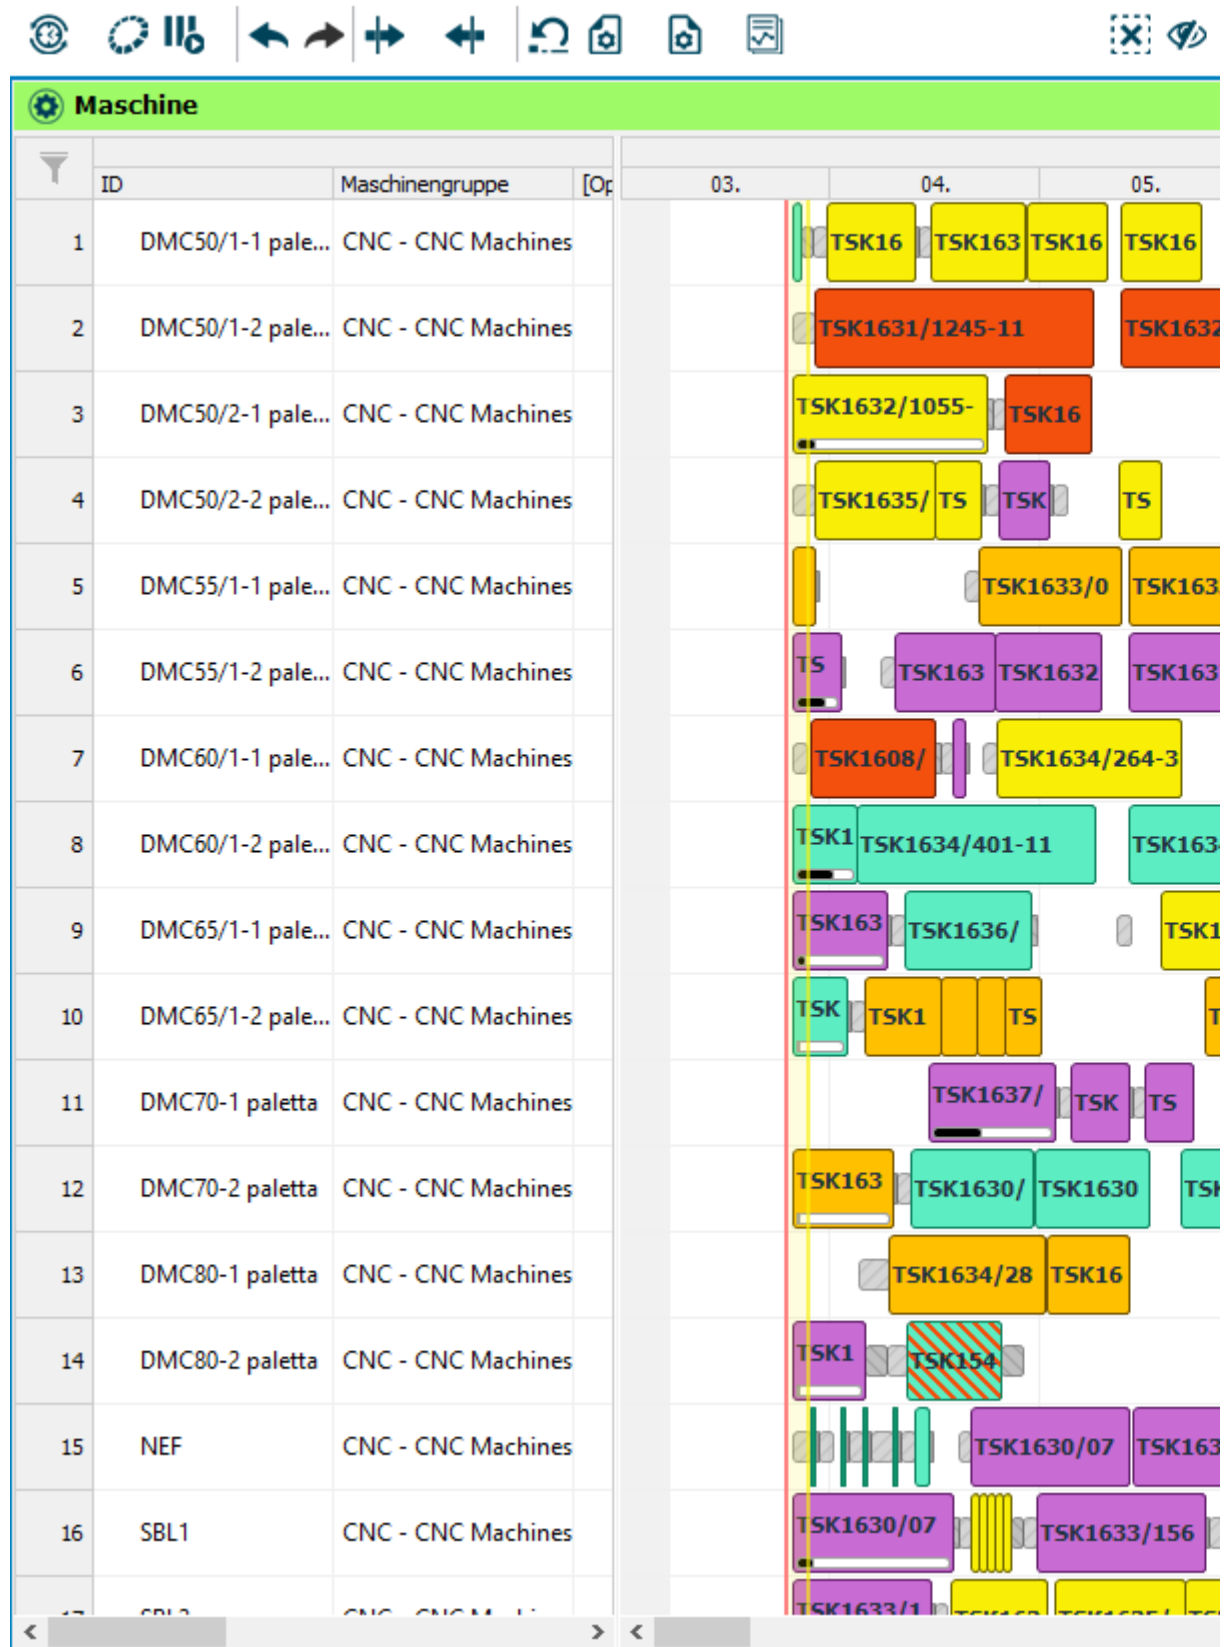 Maschine
ID Maschinengruppe [Op 03. 04. 05.
1 DMC50/1-1 pale... CNC - CNC Machines TSK16 TSK163 TSK16 TSK16
2 DMC50/1-2 pale... CNC - CNC Machines TSK1631/1245-11 TSK1632
3 DMC50/2-1 pale... CNC - CNC Machines TSK1632/1055- TSK16
4 DMC50/2-2 pale... CNC - CNC Machines TSK1635/ TS TSK TS
5 DMC55/1-1 pale... CNC - CNC Machines TSK1633/0 TSK163
6 DMC55/1-2 pale... CNC - CNC Machines TS TSK163 TSK1632 TSK163
7 DMC60/1-1 pale... CNC - CNC Machines TSK1608/ TSK1634/264-3
8 DMC60/1-2 pale... CNC - CNC Machines TSK1 TSK1634/401-11 TSK163
9 DMC65/1-1 pale... CNC - CNC Machines TSK163 TSK1636/ TSK1
10 DMC65/1-2 pale... CNC - CNC Machines TSK TSK1 TS T
11 DMC70-1 paletta CNC - CNC Machines TSK1637/ TSK TS
12 DMC70-2 paletta CNC - CNC Machines TSK163 TSK1630/ TSK1630 TSK
13 DMC80-1 paletta CNC - CNC Machines TSK1634/28 TSK16
14 DMC80-2 paletta CNC - CNC Machines TSK1 TSK154
15 NEF CNC - CNC Machines TSK1630/07 TSK163
16 SBL1 CNC - CNC Machines TSK1630/07 TSK1633/156
TSK1633/1